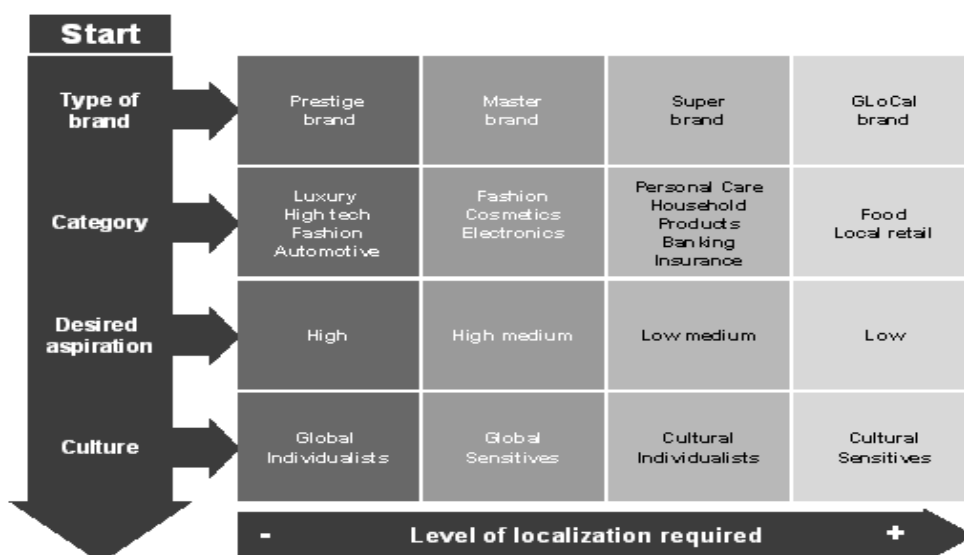 Start
Type of
brand
Prestige
brand
Master
brand
Super
brand
GLoCal
brand
Category
Luxury
High tech
Fashion
Automotive
Fashion
Cosmetics
Electronics
Personal Care
Household
Products
Banking
Insurance
Food
Local retail
Desired
aspiration
High
High medium
Low medium
Low
Culture
Global
Individualists
Global
Sensitives
Cultural
Individualists
Cultural
Sensitives
- Level of localization required +